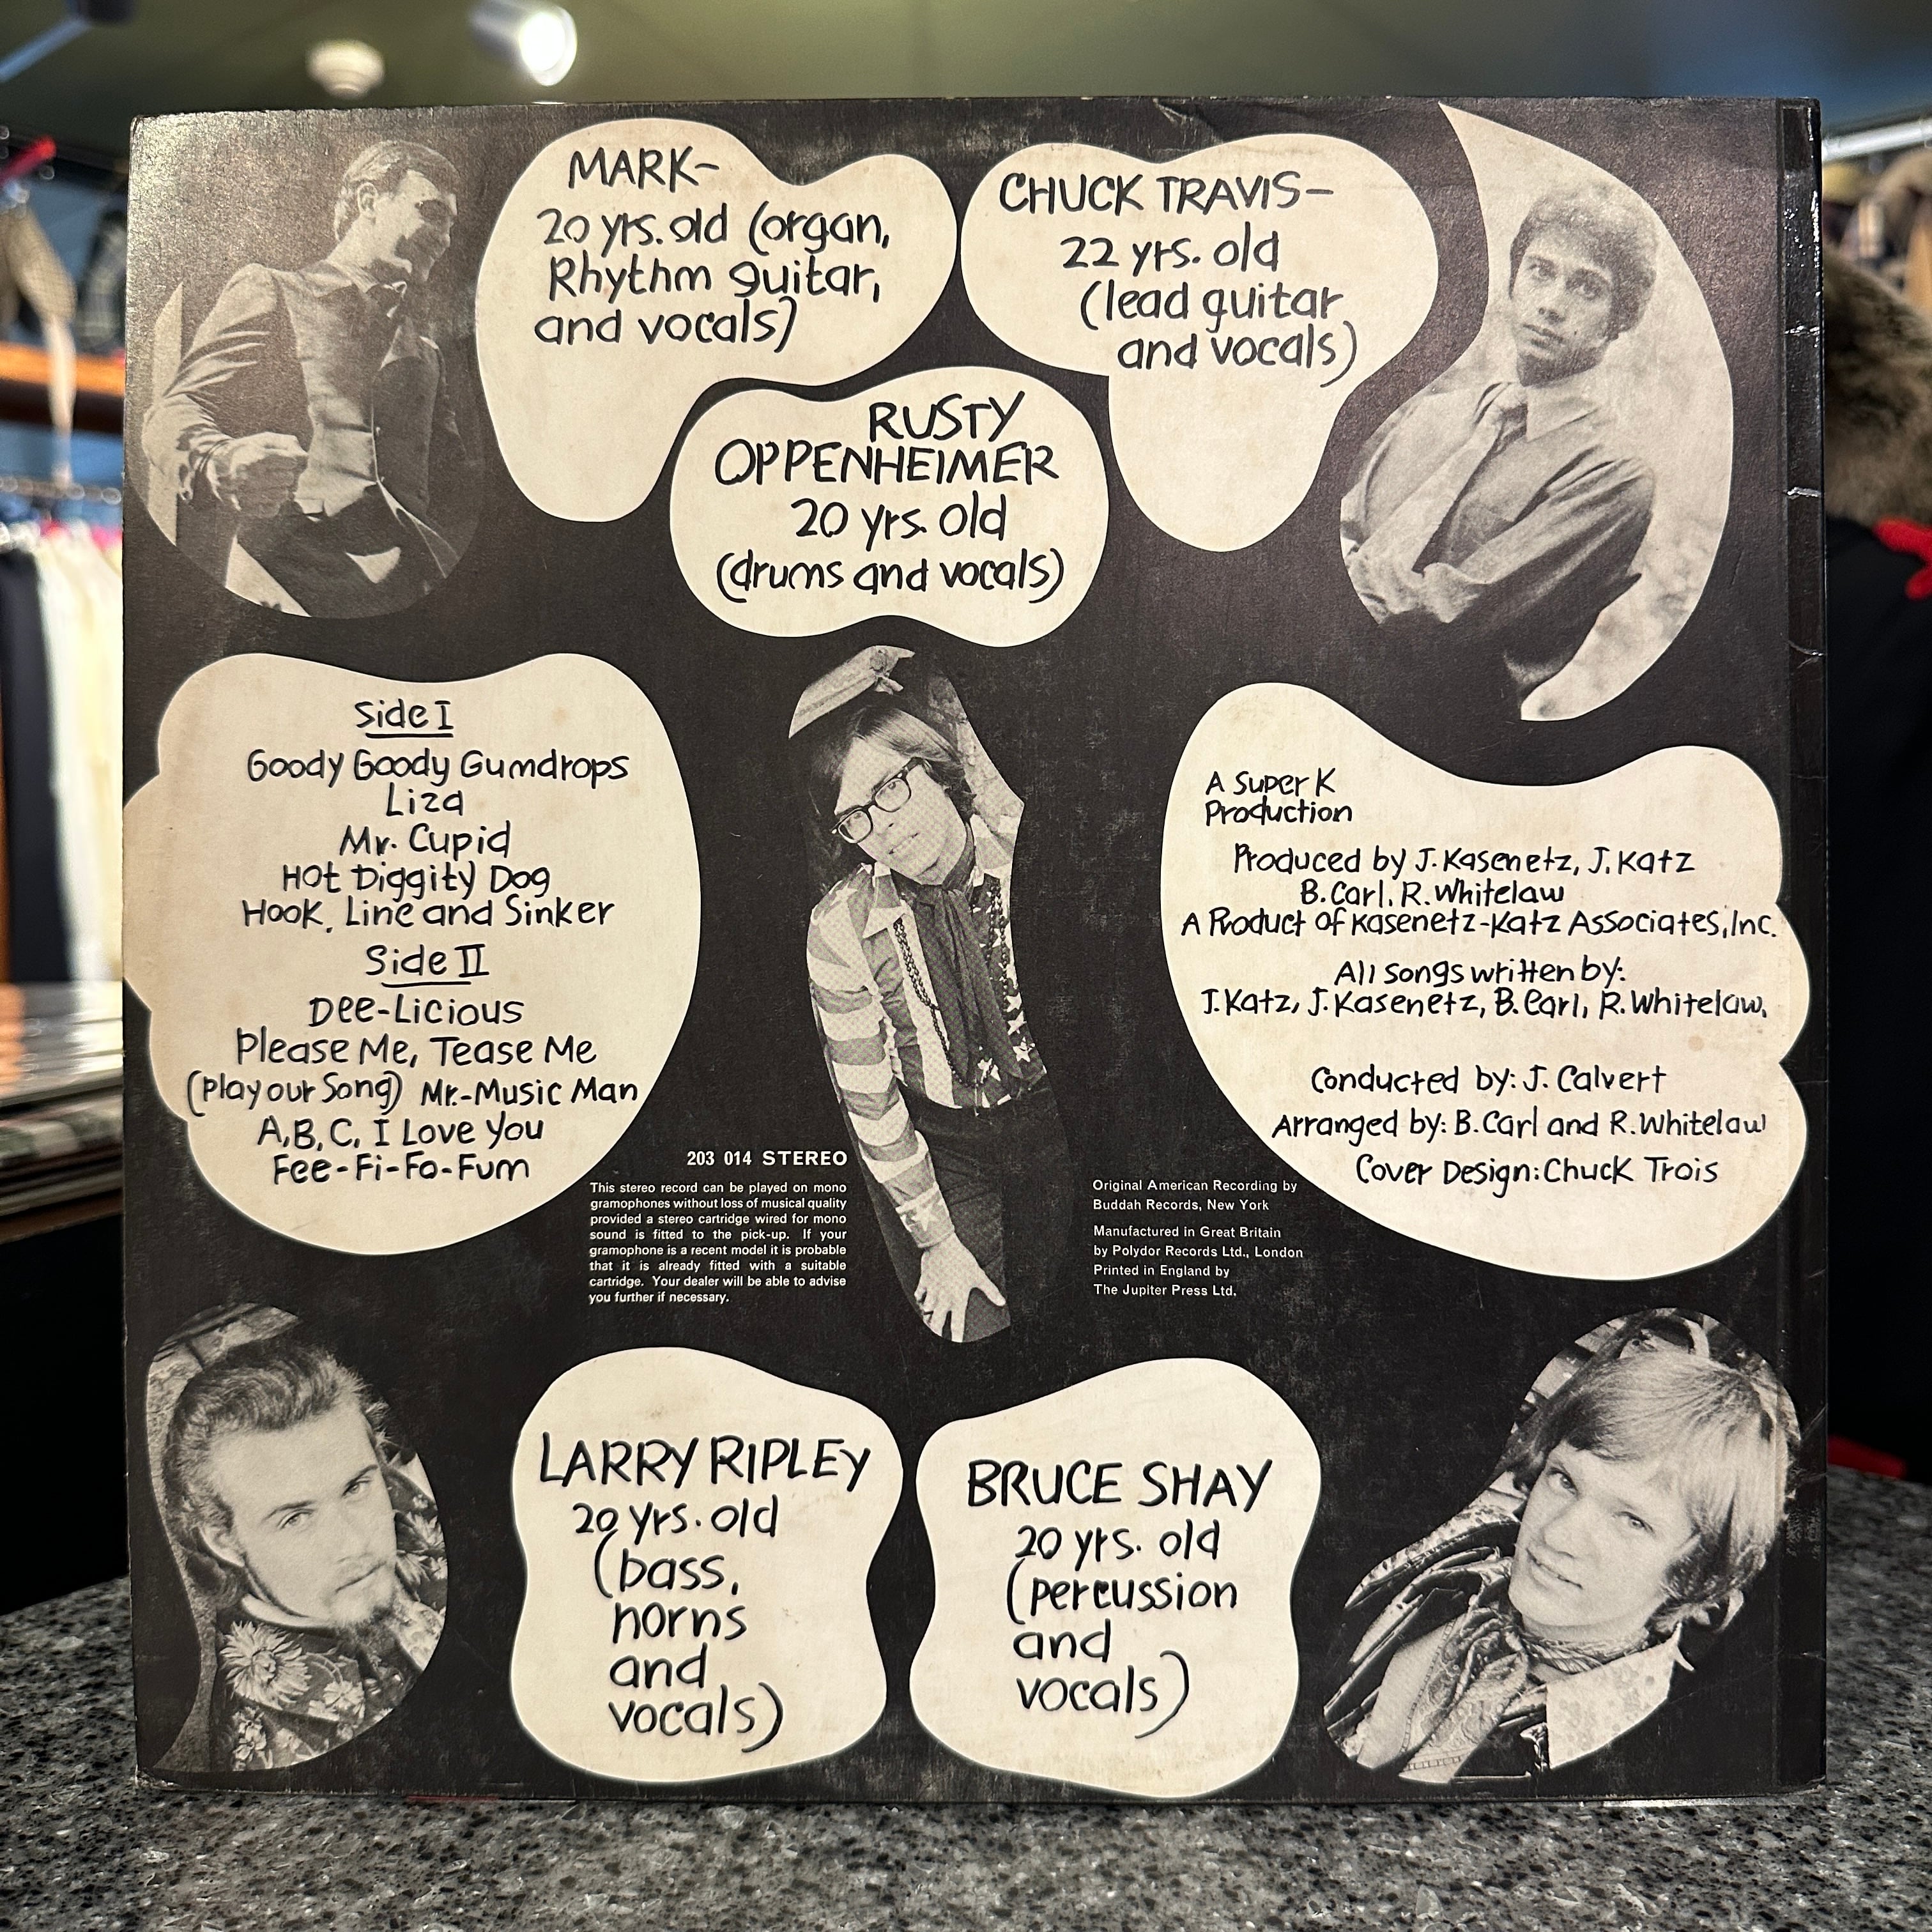 MARK-
20 yrs. old (organ,
Rhythm guitar,
and vocals)
CHUCK TRAVIS-
22 yrs. old
(lead guitar
and vocals)
RUSTY
OPPENHEIMER
20 yrs. old
(drums and vocals)
Side I
Goody Goody Gumdrops
Liza
Mr. Cupid
Hot Diggity Dog
Hook, Line and Sinker
Side II
Dee-Licious
Please Me, Tease Me
(Play our Song) Mr.-Music Man
A, B, C, I Love You
Fee-Fi-Fo-Fum
A Super K
Production
Produced by J. Kasenetz, J. Katz
B. Carl, R. Whitelaw
A Product of Kasenetz-Katz Associates, Inc.
All songs written by:
J. Katz, J. Kasenetz, B. Carl, R. Whitelaw,
Conducted by: J. Calvert
Arranged by: B. Carl and R. Whitelaw
Cover Design: Chuck Trois
203 014 STEREO
This stereo record can be played on mono
gramophones without loss of musical quality
provided a stereo cartridge wired for mono
sound is fitted to the pick-up. If your
gramophone is a recent model it is probable
that it is already fitted with a suitable
cartridge. Your dealer will be able to advise
you further if necessary.
Original American Recording by
Buddah Records, New York
Manufactured in Great Britain
by Polydor Records Ltd., London
Printed in England by
The Jupiter Press Ltd.
LARRY RIPLEY
20 yrs. old
(bass,
horns
and
vocals)
BRUCE SHAY
20 yrs. old
(percussion
and
vocals)